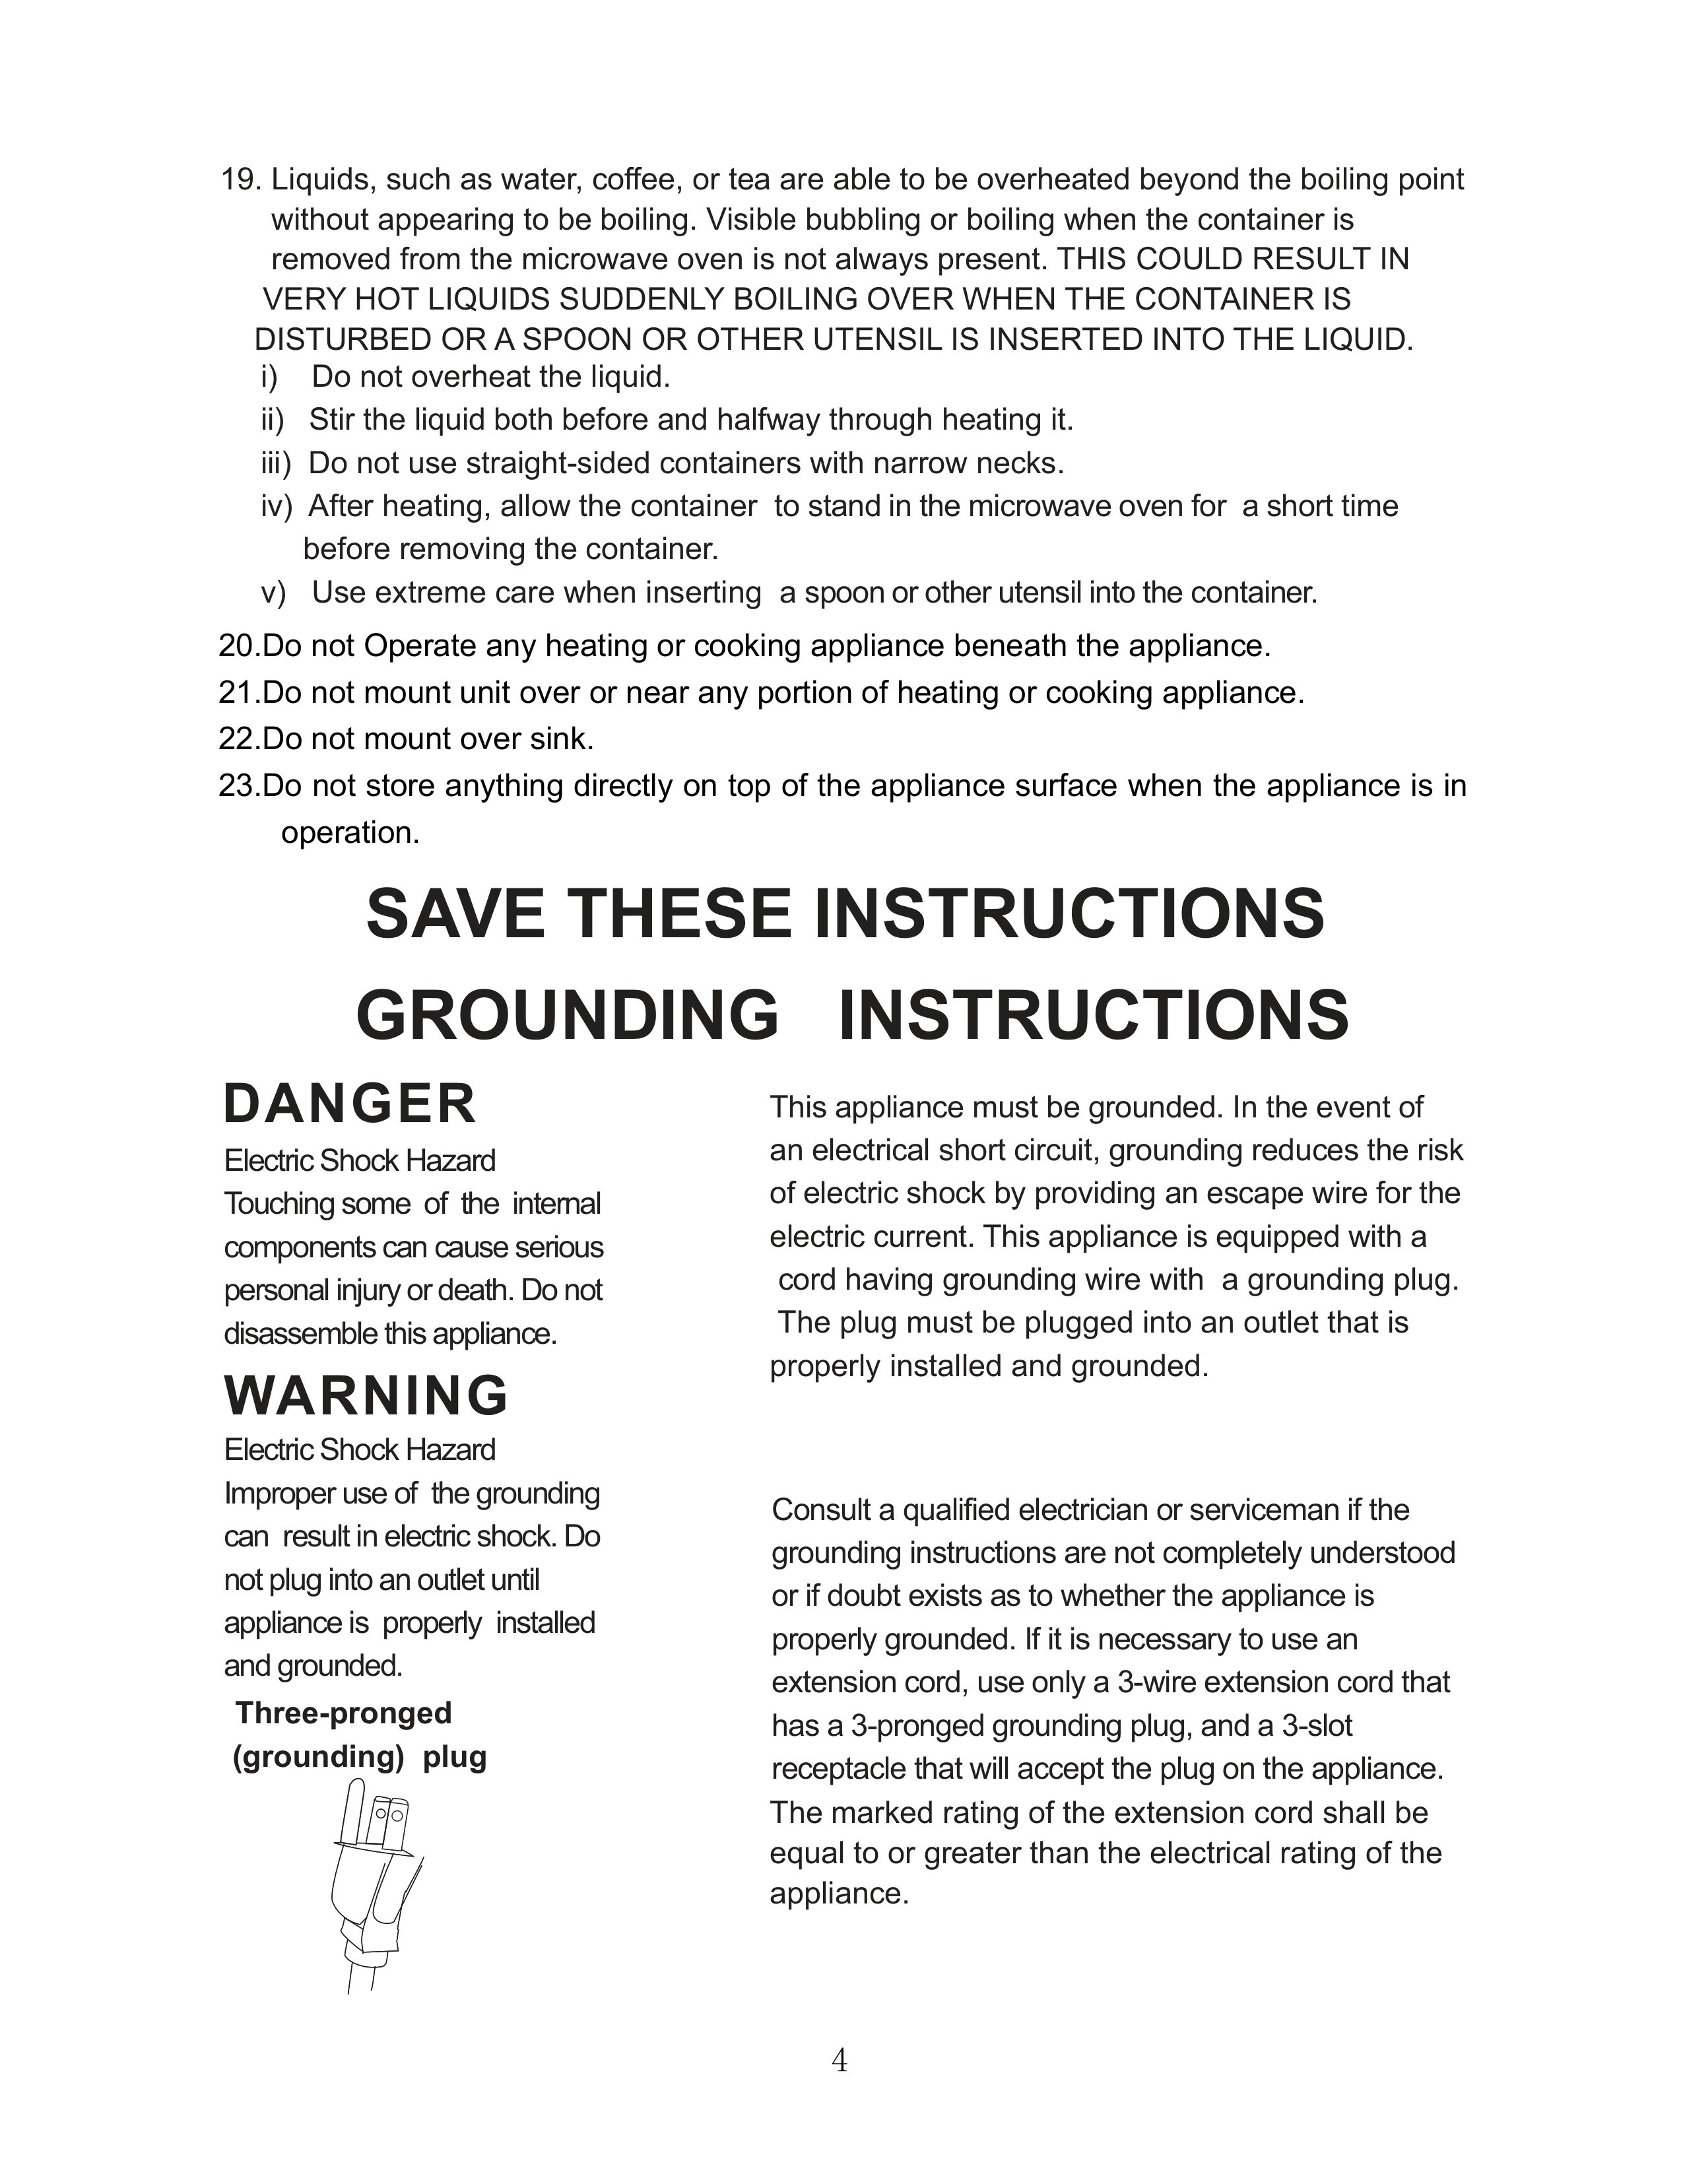 19. Liquids, such as water, coffee, or tea are able to be overheated beyond the boiling point
without appearing to be boiling. Visible bubbling or boiling when the container is
removed from the microwave oven is not always present. THIS COULD RESULT IN
VERY HOT LIQUIDS SUDDENLY BOILING OVER WHEN THE CONTAINER IS
DISTURBED OR A SPOON OR OTHER UTENSIL IS INSERTED INTO THE LIQUID.
i) Do not overheat the liquid.
ii) Stir the liquid both before and halfway through heating it.
iii) Do not use straight-sided containers with narrow necks.
iv) After heating, allow the container to stand in the microwave oven for a short time
before removing the container.
v) Use extreme care when inserting a spoon or other utensil into the container.
20.Do not Operate any heating or cooking appliance beneath the appliance.
21.Do not mount unit over or near any portion of heating or cooking appliance.
22.Do not mount over sink.
23.Do not store anything directly on top of the appliance surface when the appliance is in
operation.
SAVE THESE INSTRUCTIONS
GROUNDING INSTRUCTIONS
DANGER
Electric Shock Hazard
Touching some of the internal
components can cause serious
personal injury or death. Do not
disassemble this appliance.
WARNING
Electric Shock Hazard
Improper use of the grounding
can result in electric shock. Do
not plug into an outlet until
appliance is properly installed
and grounded.
Three-pronged
(grounding) plug
This appliance must be grounded. In the event of
an electrical short circuit, grounding reduces the risk
of electric shock by providing an escape wire for the
electric current. This appliance is equipped with a
cord having grounding wire with a grounding plug.
The plug must be plugged into an outlet that is
properly installed and grounded.
Consult a qualified electrician or serviceman if the
grounding instructions are not completely understood
or if doubt exists as to whether the appliance is
properly grounded. If it is necessary to use an
extension cord, use only a 3-wire extension cord that
has a 3-pronged grounding plug, and a 3-slot
receptacle that will accept the plug on the appliance.
The marked rating of the extension cord shall be
equal to or greater than the electrical rating of the
appliance.
4